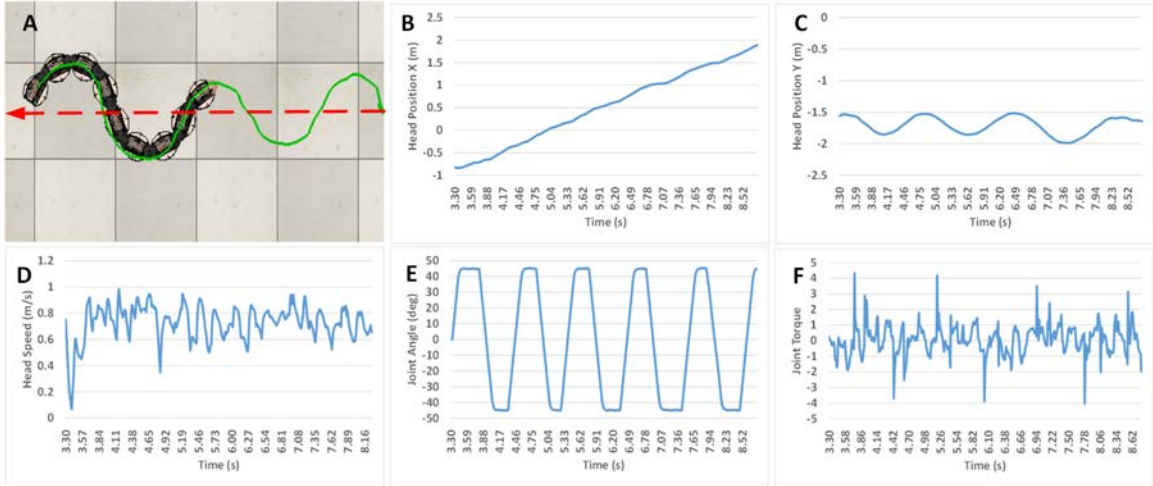 A
B
Head Position X (m)
2.5
2
1.5
1
0.5
0
-0.5
-1
3.30 3.59 3.88 4.17 4.46 4.75 5.04 5.33 5.62 5.91 6.20 6.49 6.78 7.07 7.36 7.65 7.94 8.23 8.52
Time (s)
C
Head Position Y (m)
0
-0.5
-1
-1.5
-2
-2.5
3.30 3.59 3.88 4.17 4.46 4.75 5.04 5.33 5.62 5.91 6.20 6.49 6.78 7.07 7.36 7.65 7.94 8.23 8.52
Time (s)
D
Head Speed (m/s)
1.2
1
0.8
0.6
0.4
0.2
0
3.30 3.57 3.84 4.11 4.38 4.65 4.92 5.19 5.46 5.73 6.00 6.27 6.54 6.81 7.08 7.35 7.62 7.89 8.16
Time (s)
E
Joint Angle (deg)
50
40
30
20
10
0
-10
-20
-30
-40
-50
3.30 3.59 3.88 4.17 4.46 4.75 5.04 5.33 5.62 5.91 6.20 6.49 6.78 7.07 7.36 7.65 7.94 8.23 8.52
Time (s)
F
Joint Torque
5
4
3
2
1
0
-1
-2
-3
-4
-5
3.30 3.58 3.86 4.14 4.42 4.70 4.98 5.26 5.54 5.82 6.10 6.38 6.66 6.94 7.22 7.50 7.78 8.06 8.34 8.62
Time (s)